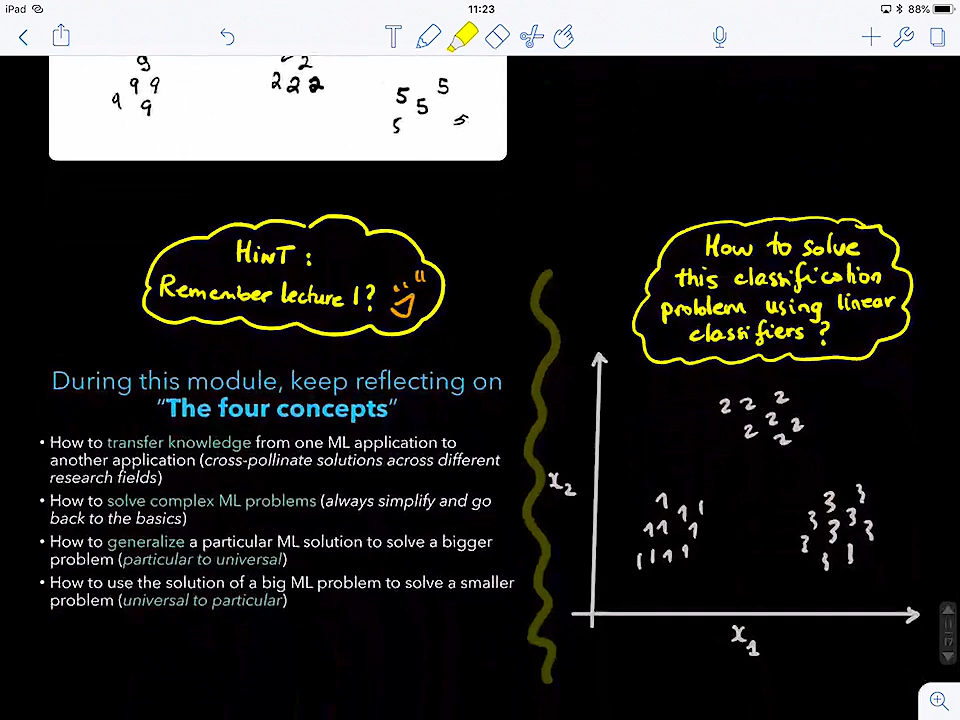 iPad
11:23
88%
T
9
9 9
9
9
2
2 2 2
5
5
5
5
5
HINT :
Remember lecture 1?
How to solve
this classification
problem using linear
classifiers ?
During this module, keep reflecting on
“The four concepts”
• How to transfer knowledge from one ML application to
another application (cross-pollinate solutions across different
research fields)
• How to solve complex ML problems (always simplify and go
back to the basics)
• How to generalize a particular ML solution to solve a bigger
problem (particular to universal)
• How to use the solution of a big ML problem to solve a smaller
problem (universal to particular)
x2
2 2 2
2 2
2 2
1 1 1
1 1 1
1 1 1 1
3 3
3 3
3 3
3
3
x1